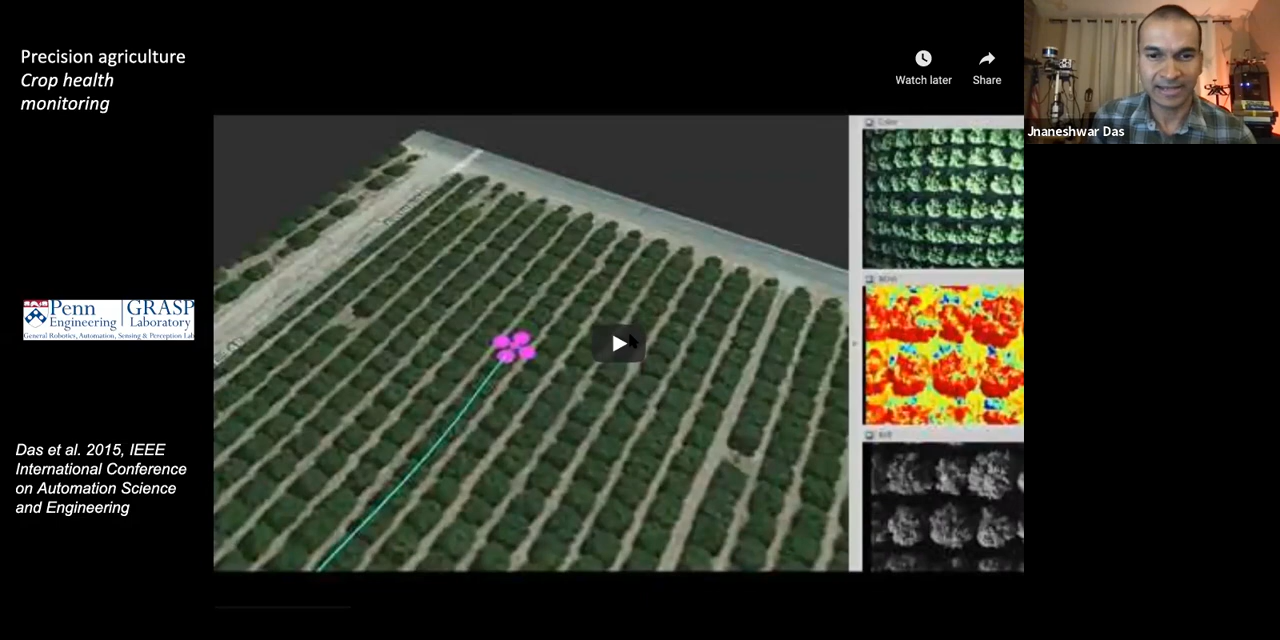 Precision agriculture
Crop health
monitoring
Watch later
Share
Jnaneshwar Das
Color
Penn
Engineering
GRASP
Laboratory
General Robotics, Automation, Sensing & Perception Lab
Das et al. 2015, IEEE
International Conference
on Automation Science
and Engineering